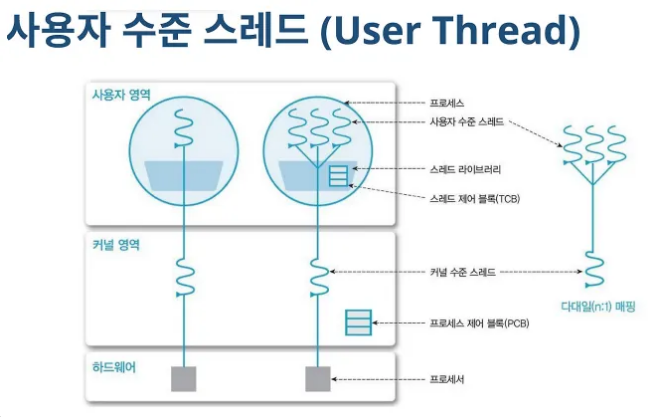 사용자 수준 스레드 (User Thread)
사용자 영역
프로세스
사용자 수준 스레드
스레드 라이브러리
스레드 제어 블록(TCB)
커널 영역
커널 수준 스레드
다대일(n:1) 매핑
프로세스 제어 블록(PCB)
하드웨어
프로세서